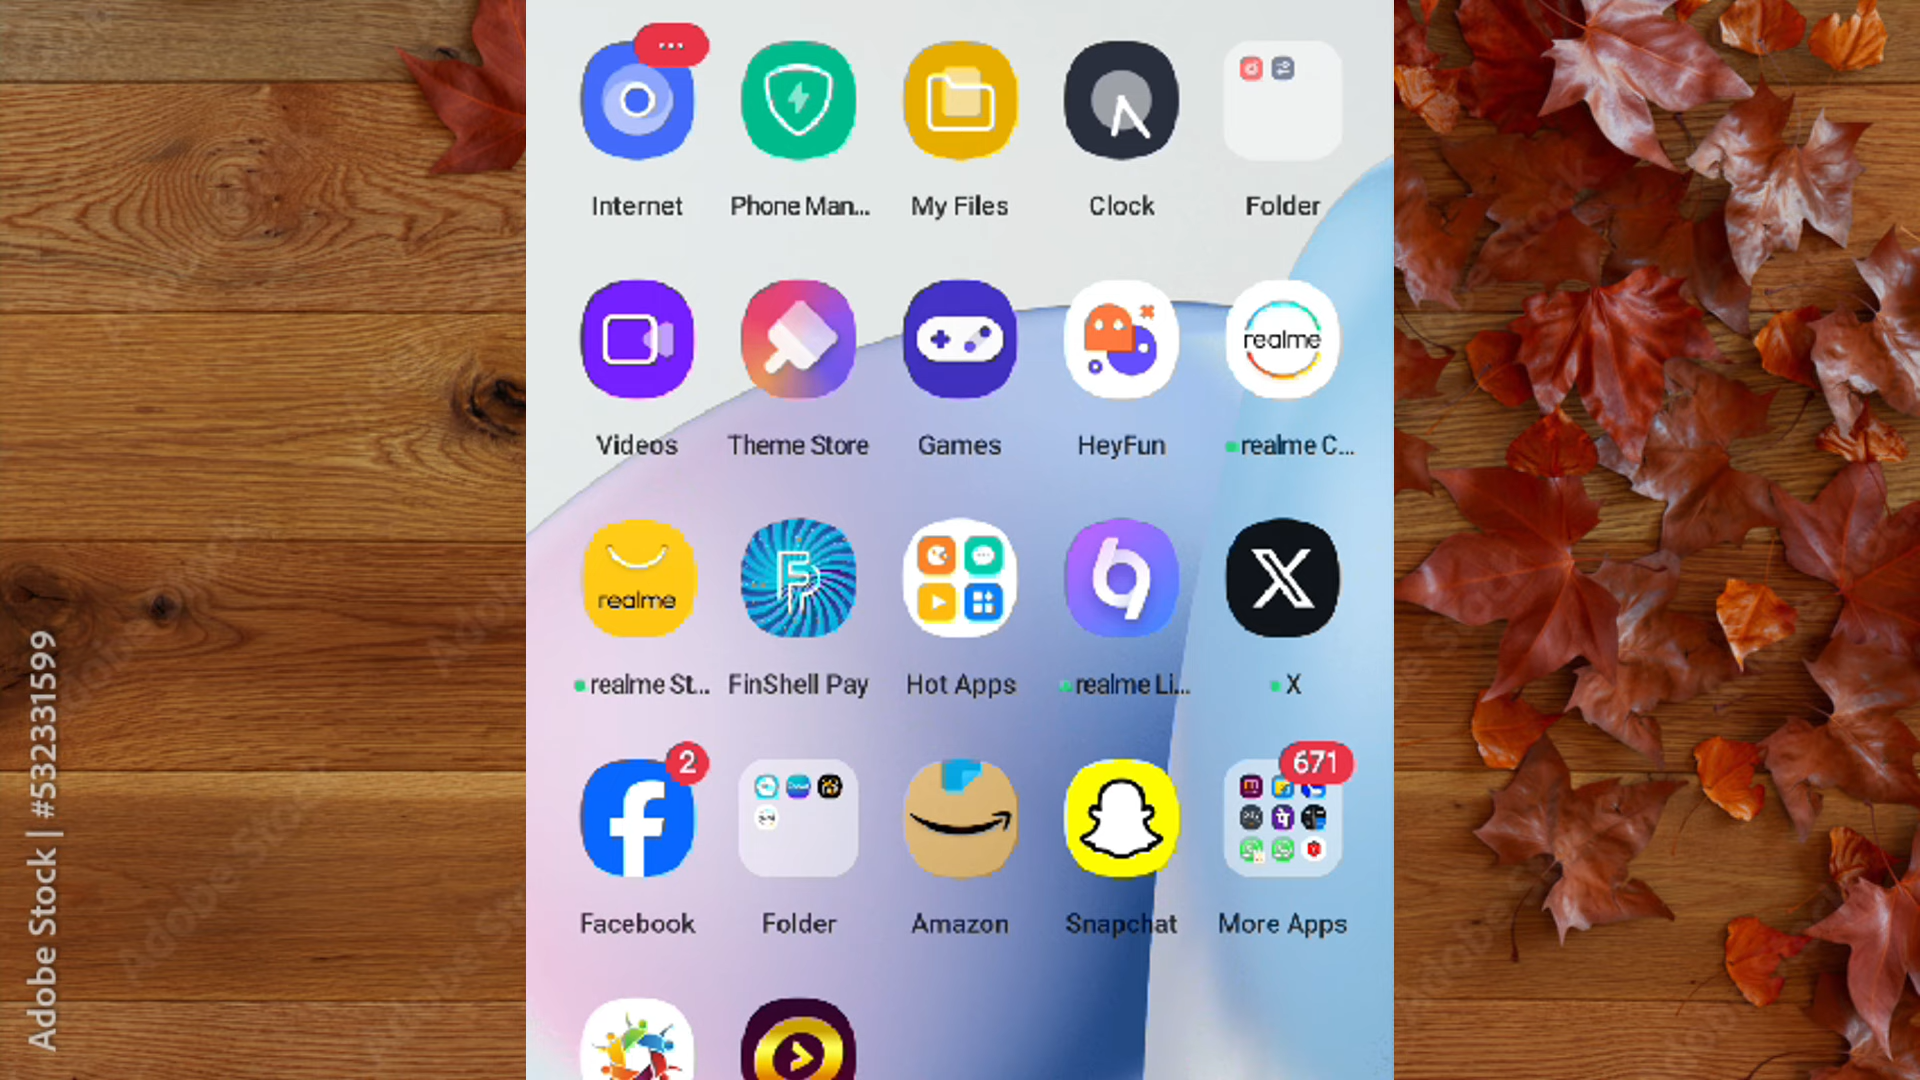 ...
Internet
Phone Man...
My Files
Clock
Folder
realme
Videos
Theme Store
Games
HeyFun
realme C...
realme
realme St...
FinShell Pay
Hot Apps
realme Li...
X
2
671
Facebook
Folder
Amazon
Snapchat
More Apps
Adobe Stock | #532331599